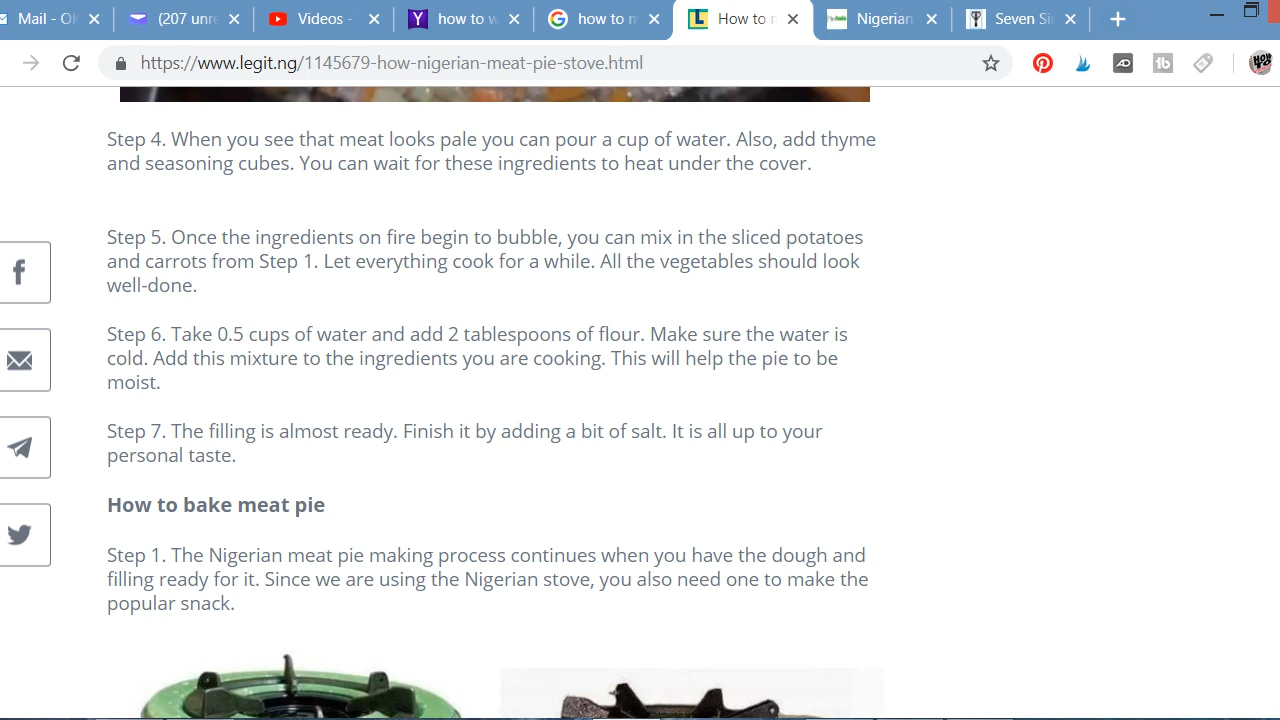 Mail - O
(207 unr
Videos -
how to w
how to n
How to n
Nigerian
Seven Si
https://www.legit.ng/1145679-how-nigerian-meat-pie-stove.html
Step 4. When you see that meat looks pale you can pour a cup of water. Also, add thyme
and seasoning cubes. You can wait for these ingredients to heat under the cover.
Step 5. Once the ingredients on fire begin to bubble, you can mix in the sliced potatoes
and carrots from Step 1. Let everything cook for a while. All the vegetables should look
well-done.
Step 6. Take 0.5 cups of water and add 2 tablespoons of flour. Make sure the water is
cold. Add this mixture to the ingredients you are cooking. This will help the pie to be
moist.
Step 7. The filling is almost ready. Finish it by adding a bit of salt. It is all up to your
personal taste.
How to bake meat pie
Step 1. The Nigerian meat pie making process continues when you have the dough and
filling ready for it. Since we are using the Nigerian stove, you also need one to make the
popular snack.